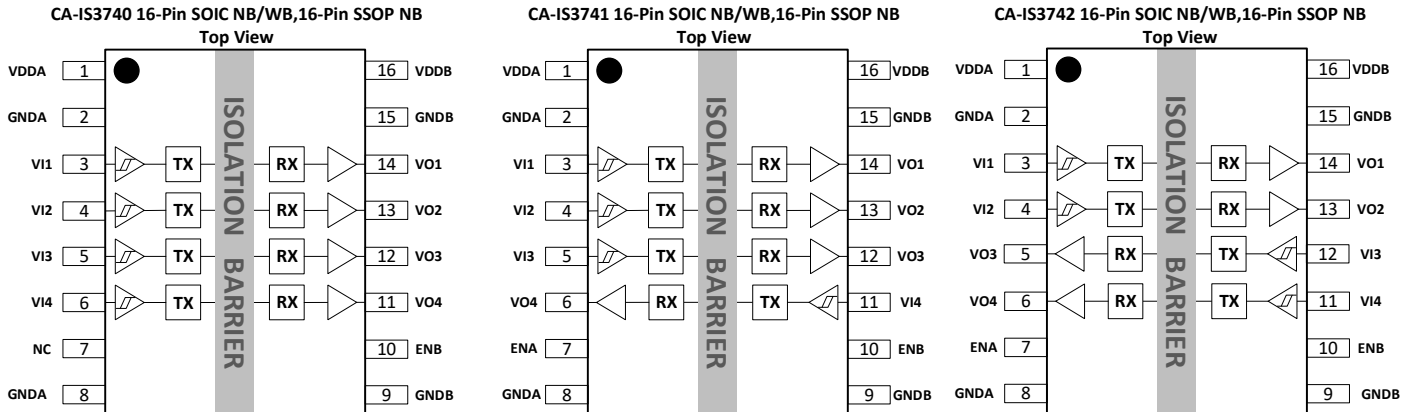 CA-IS3740 16-Pin SOIC NB/WB,16-Pin SSOP NB
Top View
VDDA 1 16 VDDB
GNDA 2 15 GNDB
VI1 3 TX RX 14 VO1
VI2 4 TX RX 13 VO2
VI3 5 TX RX 12 VO3
VI4 6 TX RX 11 VO4
NC 7 10 ENB
GNDA 8 9 GNDB
ISOLATION BARRIER
CA-IS3741 16-Pin SOIC NB/WB,16-Pin SSOP NB
Top View
VDDA 1 16 VDDB
GNDA 2 15 GNDB
VI1 3 TX RX 14 VO1
VI2 4 TX RX 13 VO2
VI3 5 TX RX 12 VO3
VO4 6 RX TX 11 VI4
ENA 7 10 ENB
GNDA 8 9 GNDB
ISOLATION BARRIER
CA-IS3742 16-Pin SOIC NB/WB,16-Pin SSOP NB
Top View
VDDA 1 16 VDDB
GNDA 2 15 GNDB
VI1 3 TX RX 14 VO1
VI2 4 TX RX 13 VO2
VO3 5 RX TX 12 VI3
VO4 6 RX TX 11 VI4
ENA 7 10 ENB
GNDA 8 9 GNDB
ISOLATION BARRIER